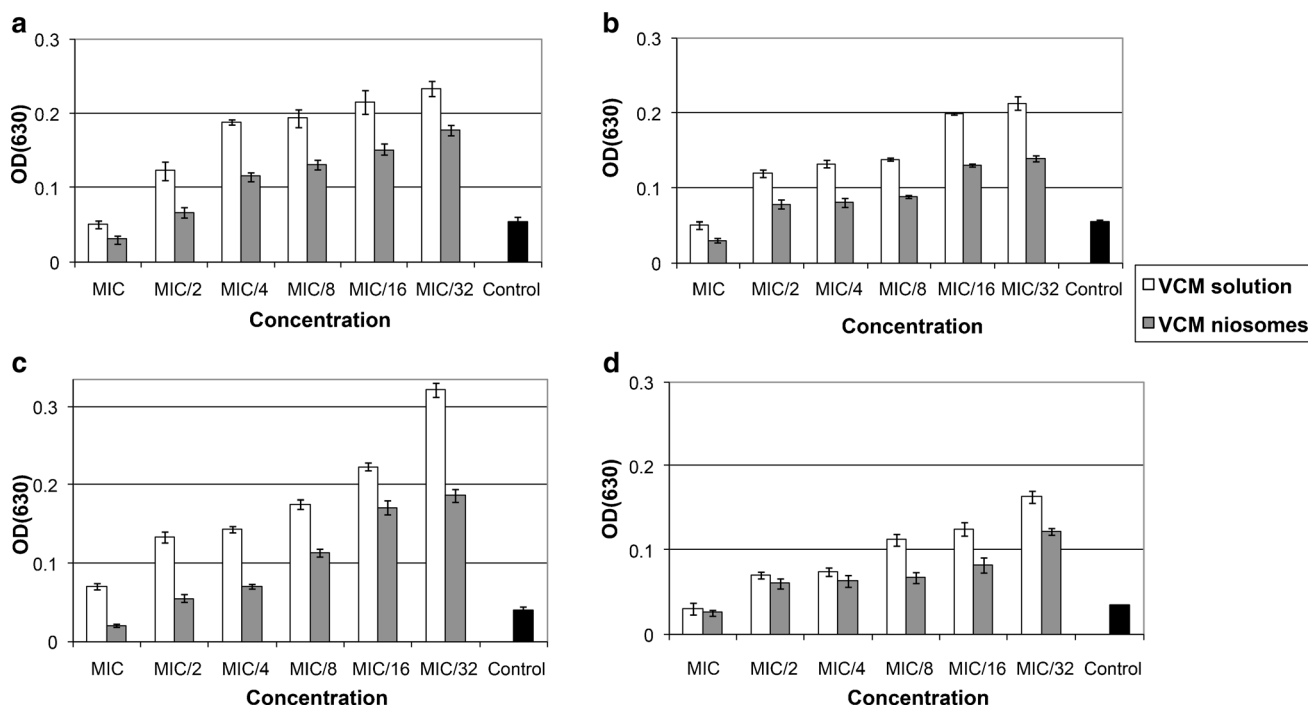 a
0.3
0.2
0.1
0
OD(630)
MIC MIC/2 MIC/4 MIC/8 MIC/16 MIC/32 Control
Concentration
b
0.3
0.2
0.1
0
OD(630)
MIC MIC/2 MIC/4 MIC/8 MIC/16 MIC/32 Control
Concentration
VCM solution
VCM niosomes
c
0.3
0.2
0.1
0
OD(630)
MIC MIC/2 MIC/4 MIC/8 MIC/16 MIC/32 Control
Concentration
d
0.3
0.2
0.1
0
OD(630)
MIC MIC/2 MIC/4 MIC/8 MIC/16 MIC/32 Control
Concentration